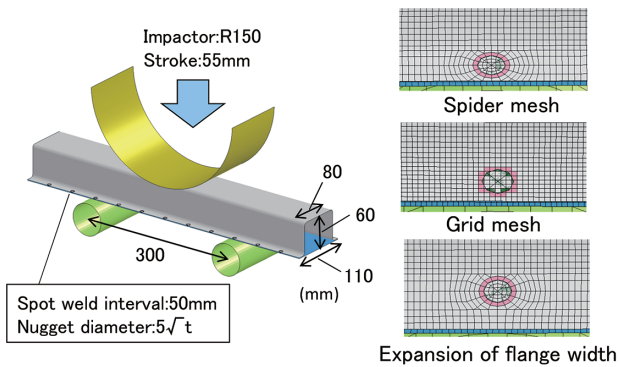 Impactor:R150
Stroke:55mm
80
60
300
110
(mm)
Spot weld interval:50mm
Nugget diameter:5√t
Spider mesh
Grid mesh
Expansion of flange width